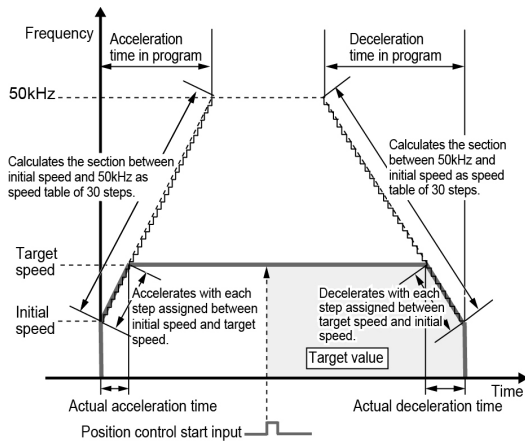 Frequency
Acceleration
time in program
Deceleration
time in program
50kHz
Calculates the section between
initial speed and 50kHz as
speed table of 30 steps.
Calculates the section
between 50kHz and
initial speed as speed
table of 30 steps.
Target
speed
Initial
speed
Accelerates with each
step assigned between
initial speed and target
speed.
Decelerates with each
step assigned between
target speed and initial
speed.
Target value
Time
Actual acceleration time
Actual deceleration time
Position control start input